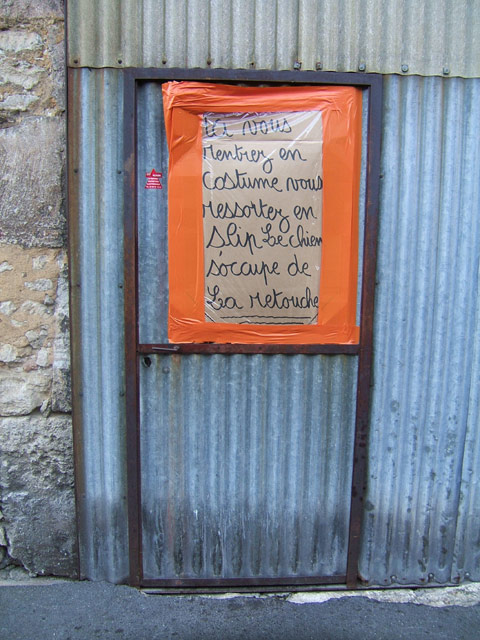 Ici vous
rentrez en
costume vous
ressortez en
slip Le chien
s'occupe de
La retouche